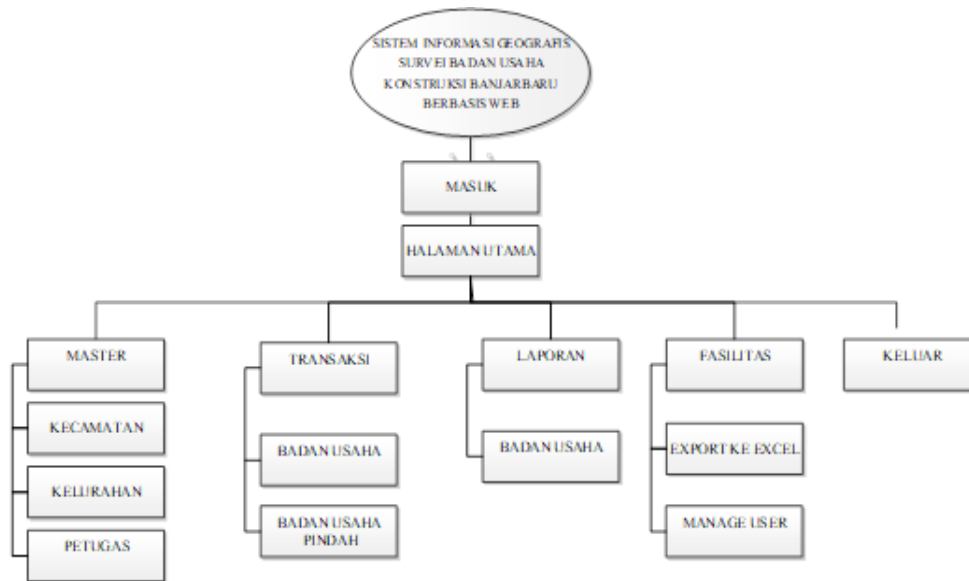 SISTEM INFORMASI GEOGRAFIS
SURVEI BADAN USAHA
KONSTRUKSI BANJARBARU
BERBASIS WEB
MASUK
HALAMAN UTAMA
MASTER
TRANSAKSI
LAPORAN
FASILITAS
KELUAR
KECAMATAN
KELURAHAN
PETUGAS
BADAN USAHA
BADAN USAHA
PINDAH
BADAN USAHA
EXPORT KE EXCEL
MANAGE USER